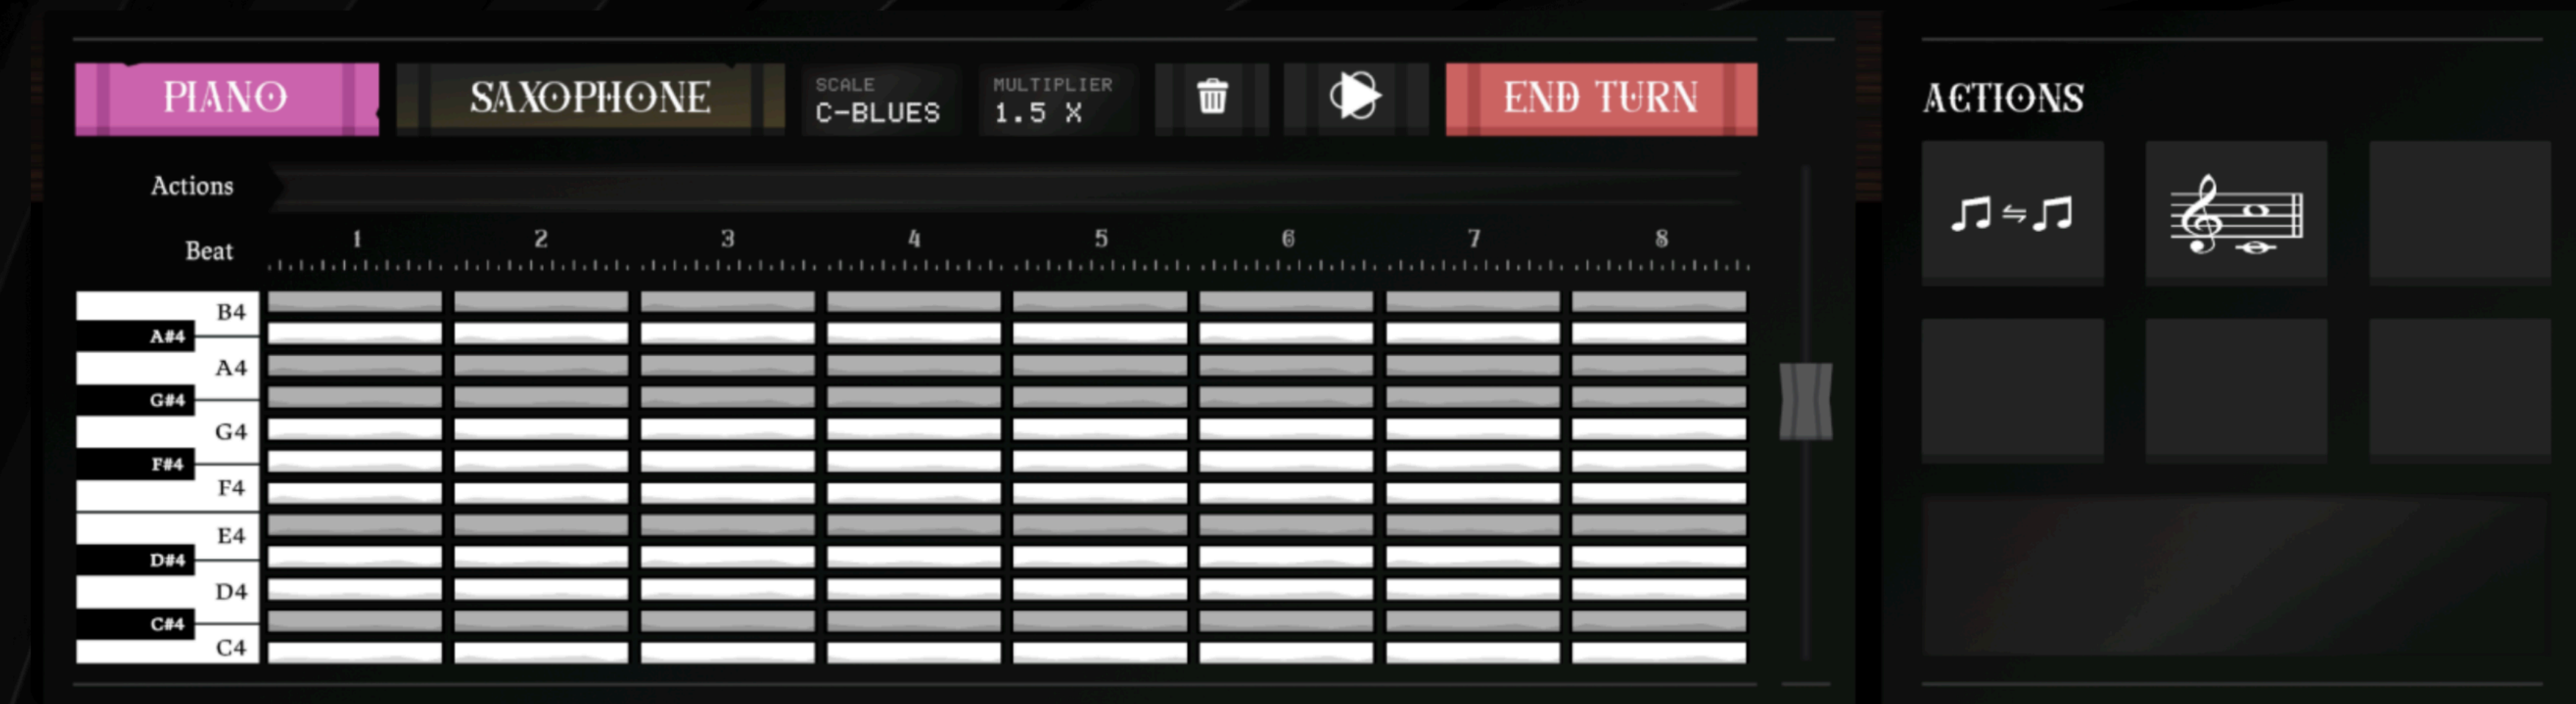 PIANO
SAXOPHONE
SCALE
C-BLUES
MULTIPLIER
1.5 X
END TURN
ACTIONS
Actions
Beat
1 2 3 4 5 6 7 8
B4
A#4
A4
G#4
G4
F#4
F4
E4
D#4
D4
C#4
C4